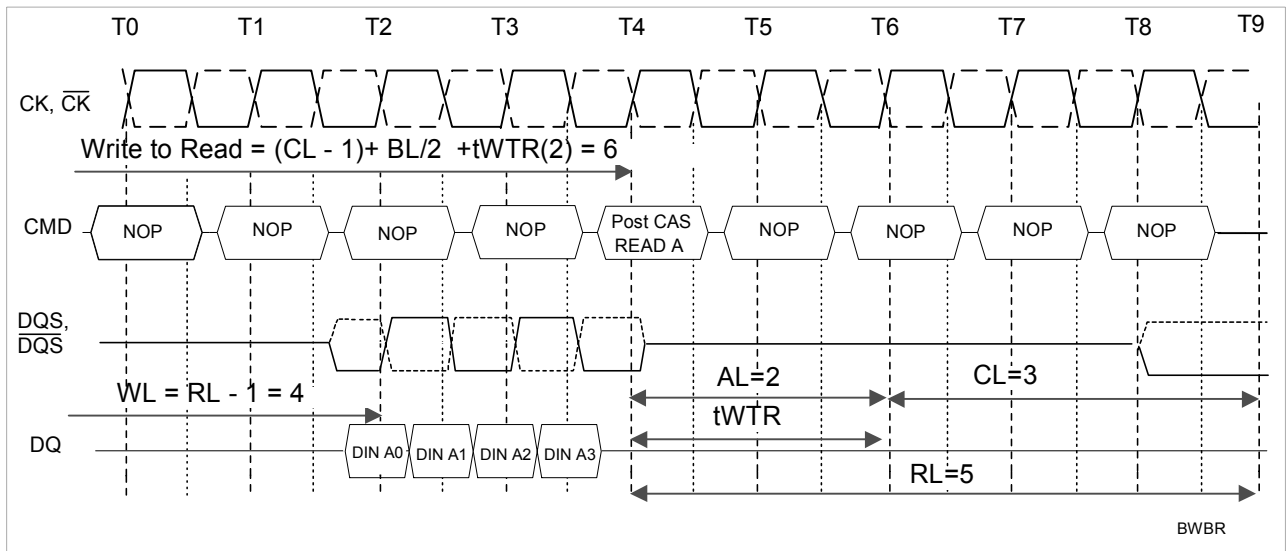 T0 T1 T2 T3 T4 T5 T6 T7 T8 T9
CK, C̅K̅
Write to Read = (CL - 1)+ BL/2 +tWTR(2) = 6
CMD NOP NOP NOP NOP Post CAS READ A NOP NOP NOP NOP
DQS,
D̅Q̅S̅
AL=2 CL=3
WL = RL - 1 = 4
tWTR
DQ DIN A0 DIN A1 DIN A2 DIN A3
RL=5
BWBR